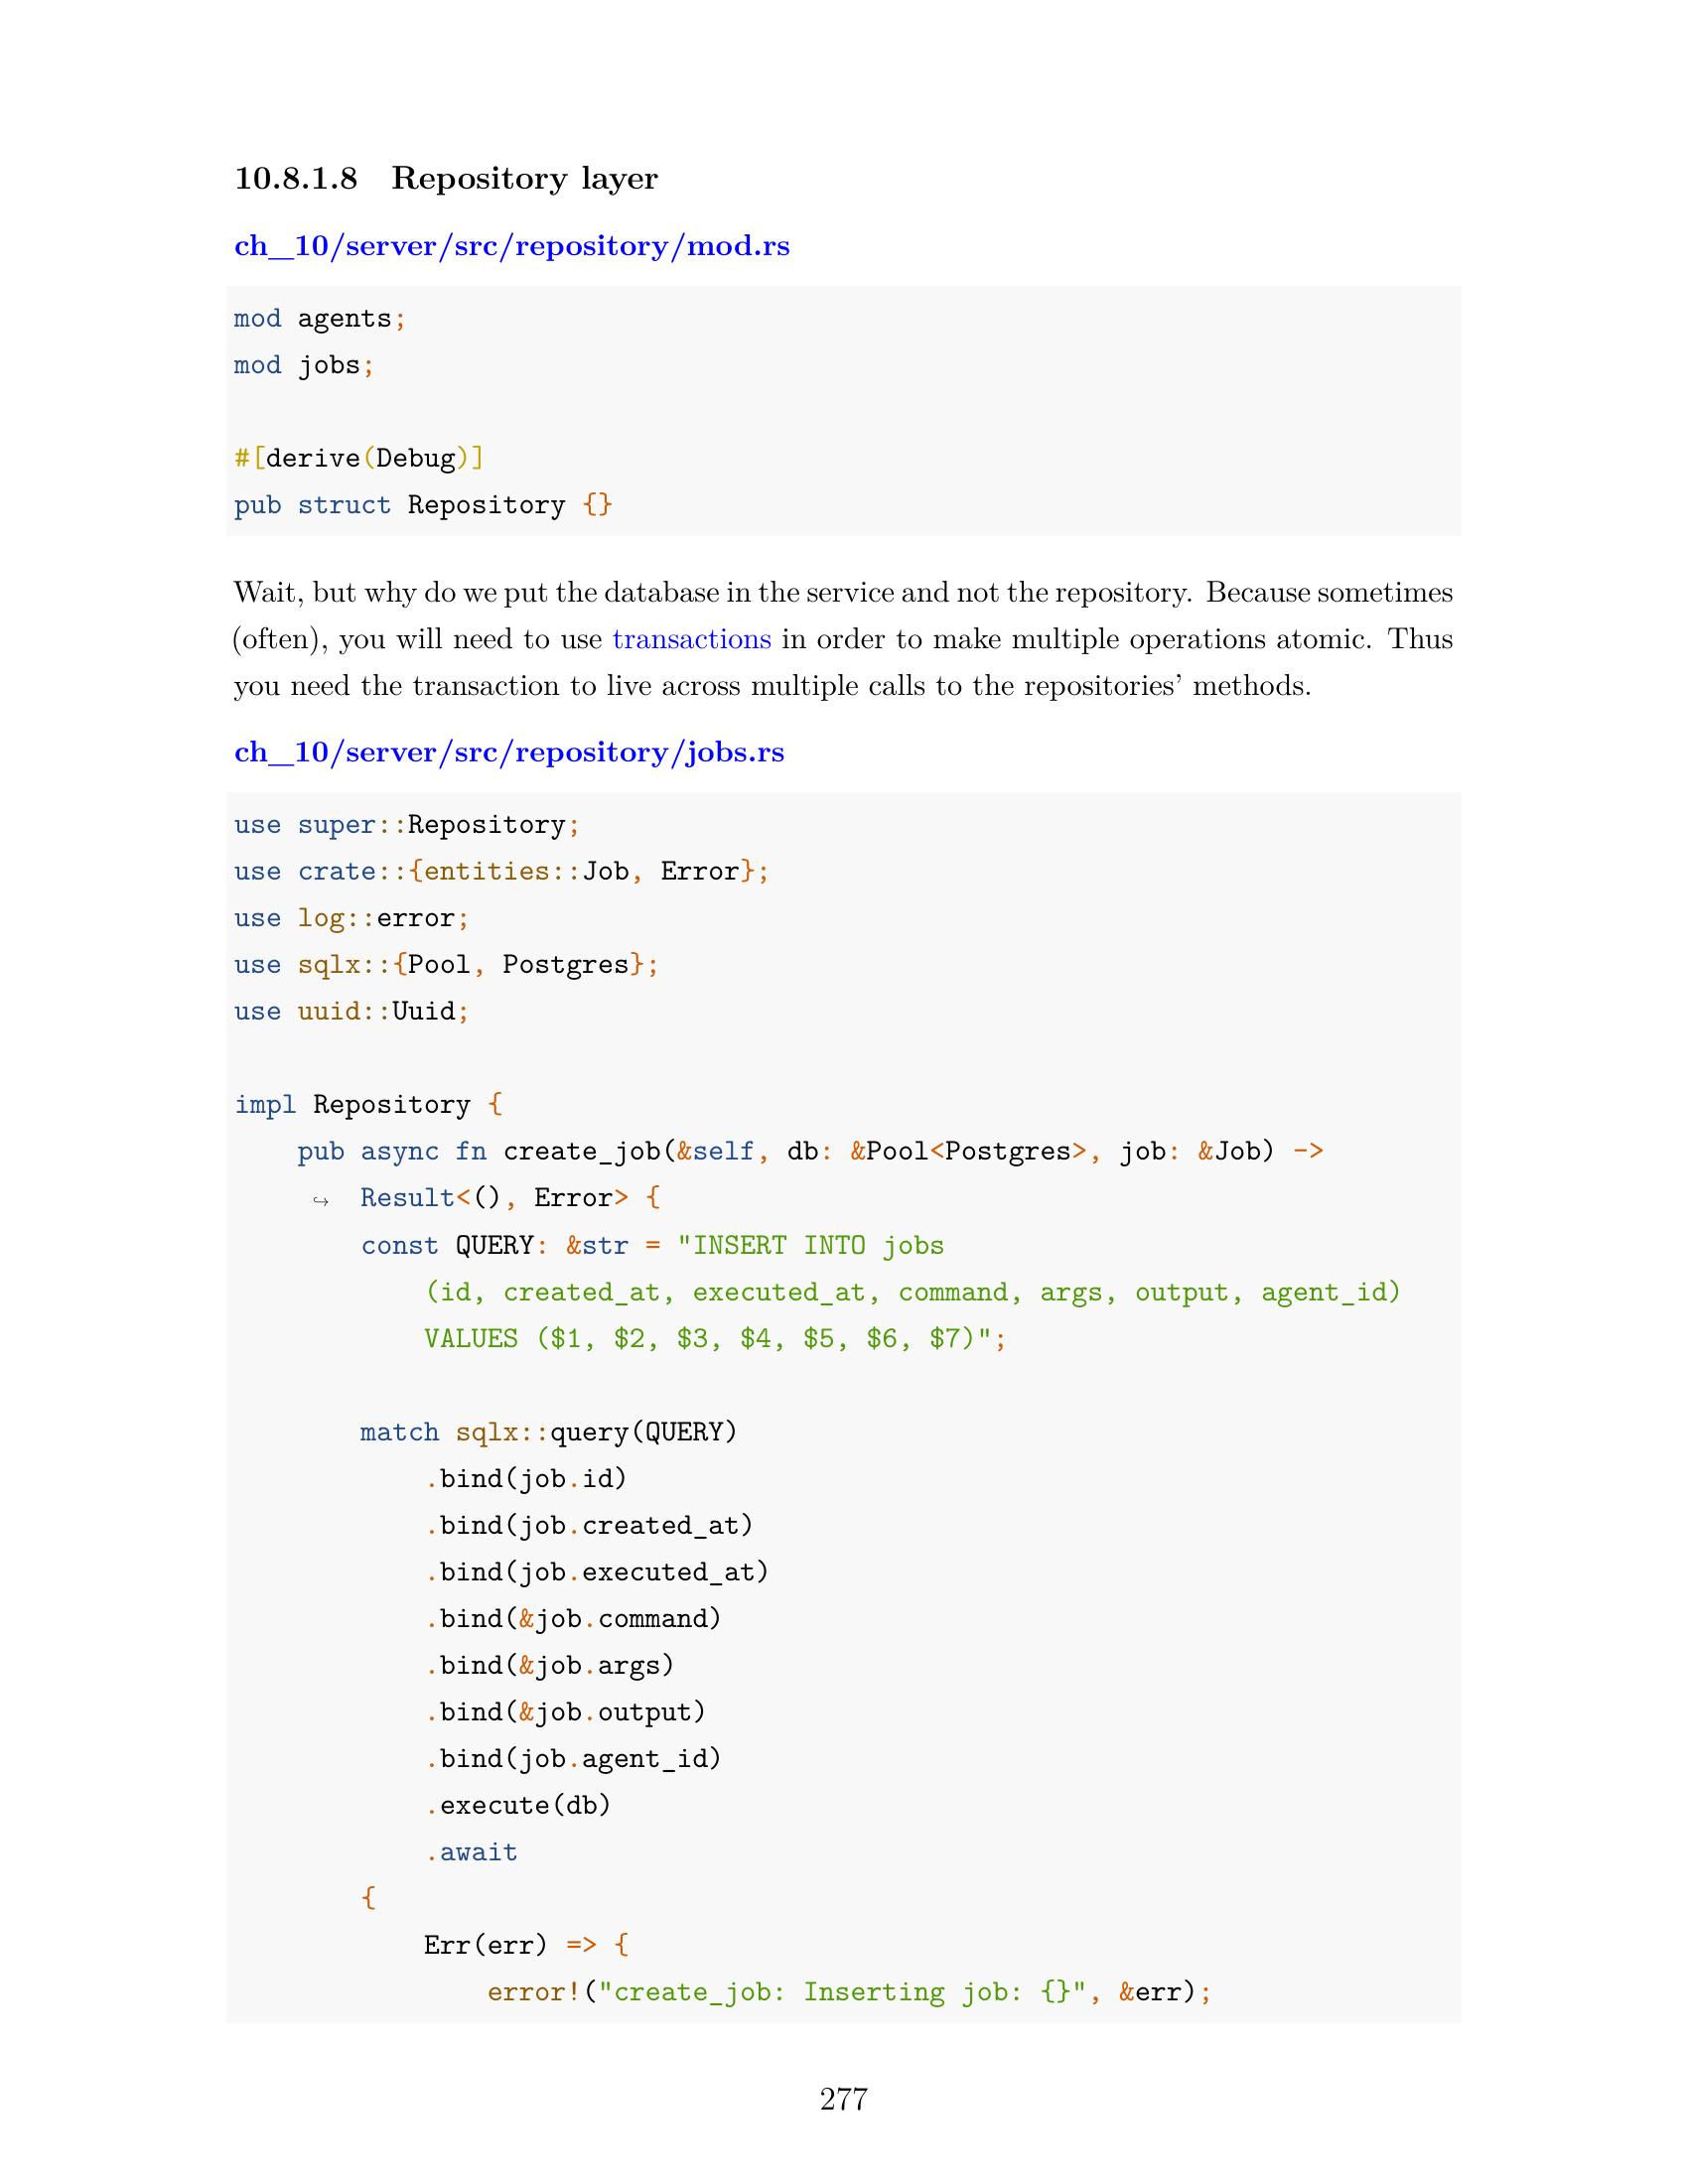 10.8.1.8 Repository layer
ch_10/server/src/repository/mod.rs
mod agents;
mod jobs;
#[derive(Debug)]
pub struct Repository {}
Wait, but why do we put the database in the service and not the repository. Because sometimes
(often), you will need to use transactions in order to make multiple operations atomic. Thus
you need the transaction to live across multiple calls to the repositories’ methods.
ch_10/server/src/repository/jobs.rs
use super::Repository;
use crate::{entities::Job, Error};
use log::error;
use sqlx::{Pool, Postgres};
use uuid::Uuid;
impl Repository {
    pub async fn create_job(&self, db: &Pool<Postgres>, job: &Job) ->
     ↪  Result<(), Error> {
        const QUERY: &str = "INSERT INTO jobs
            (id, created_at, executed_at, command, args, output, agent_id)
            VALUES ($1, $2, $3, $4, $5, $6, $7)";
        match sqlx::query(QUERY)
            .bind(job.id)
            .bind(job.created_at)
            .bind(job.executed_at)
            .bind(&job.command)
            .bind(&job.args)
            .bind(&job.output)
            .bind(job.agent_id)
            .execute(db)
            .await
        {
            Err(err) => {
                error!("create_job: Inserting job: {}", &err);
277